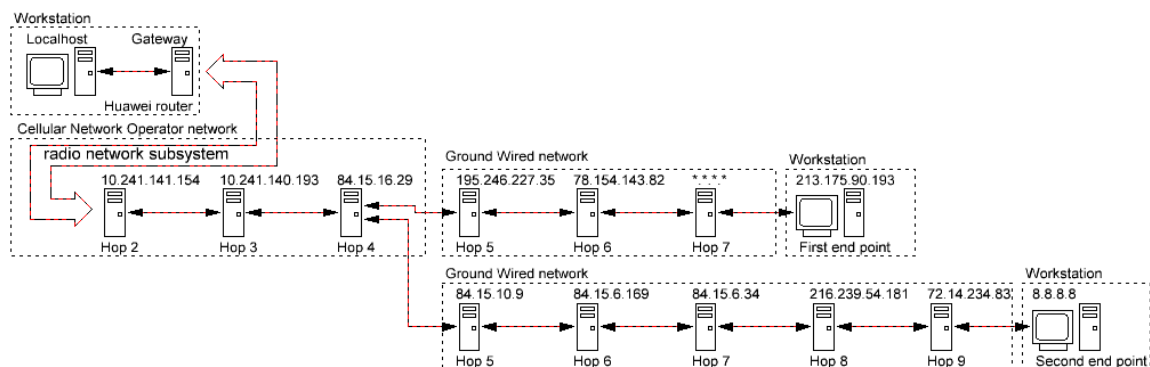 Workstation
Localhost Gateway
Huawei router
Cellular Network Operator network
radio network subsystem
10.241.141.154 10.241.140.193 84.15.16.29
Hop 2 Hop 3 Hop 4
Ground Wired network
195.246.227.35 78.154.143.82 *.*.*.*
Hop 5 Hop 6 Hop 7
Workstation
213.175.90.193
First end point
Ground Wired network
84.15.10.9 84.15.6.169 84.15.6.34 216.239.54.181 72.14.234.83
Hop 5 Hop 6 Hop 7 Hop 8 Hop 9
Workstation
8.8.8.8
Second end point